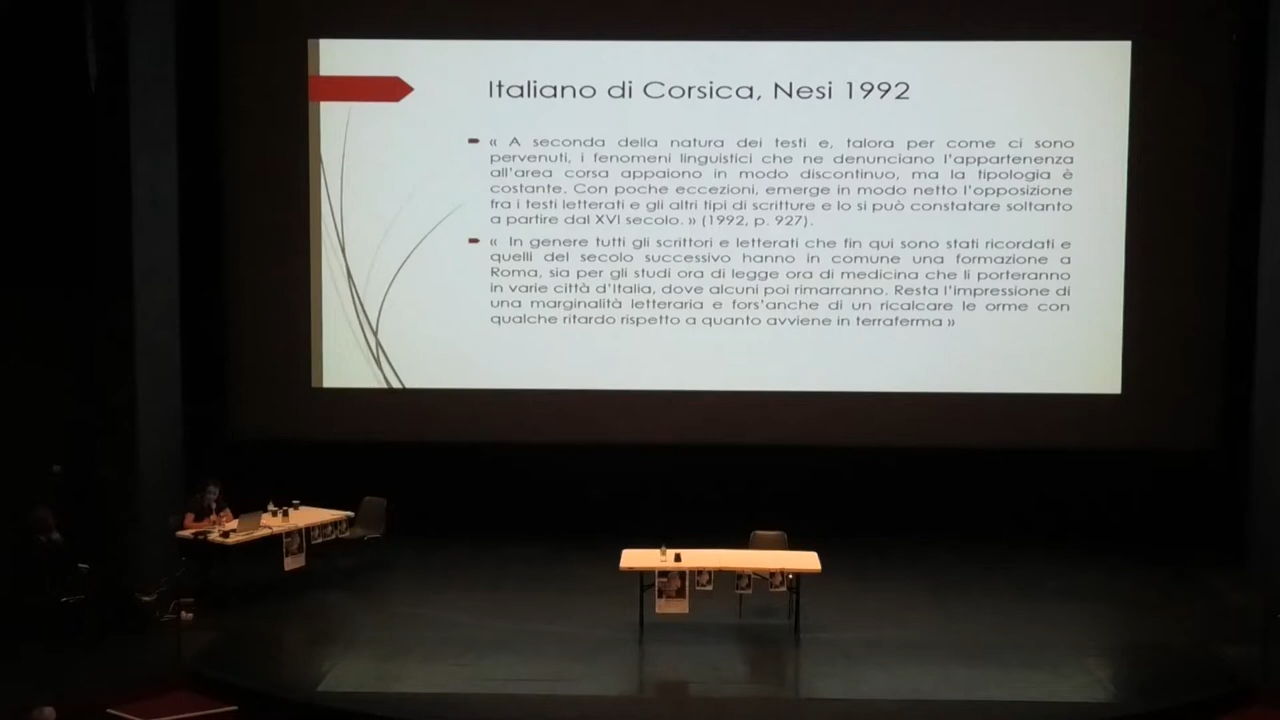 Italiano di Corsica, Nesi 1992
« A seconda della natura dei testi e, talora per come ci sono
pervenuti, i fenomeni linguistici che ne denunciano l'appartenenza
all'area corsa appaiono in modo discontinuo, ma la tipologia è
costante. Con poche eccezioni, emerge in modo netto l'opposizione
fra i testi letterati e gli altri tipi di scritture e lo si può constatare soltanto
a partire dal XVI secolo. » (1992, p. 927).
« In genere tutti gli scrittori e letterati che fin qui sono stati ricordati e
quelli del secolo successivo hanno in comune una formazione a
Roma, sia per gli studi ora di legge ora di medicina che li porteranno
in varie città d'Italia, dove alcuni poi rimarranno. Resta l'impressione di
una marginalità letteraria e fors'anche di un ricalcare le orme con
qualche ritardo rispetto a quanto avviene in terraferma »